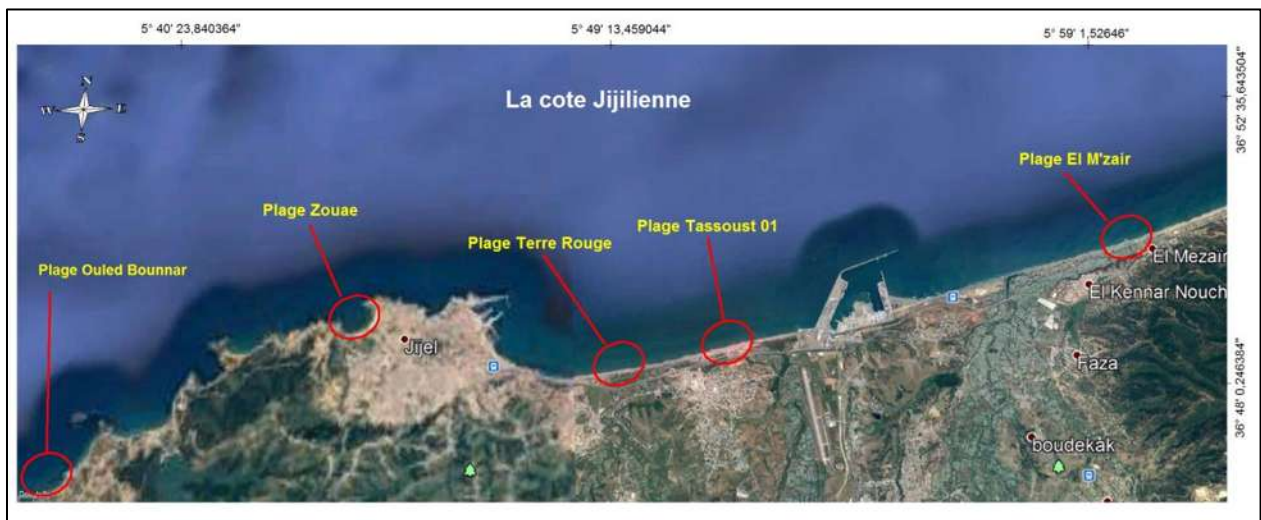 5° 40' 23,840364"
5° 49' 13.459044"
5° 59' 1,52646"
36° 52' 35,643504"
36° 48' 0,246384"
N
W
E
S
La cote Jijilienne
Plage El M'zair
Plage Zouae
Plage Tassoust 01
Plage Terre Rouge
Plage Ouled Bounnar
El Mezair
El Kennar Nouch
Jijel
Faza
boudekak